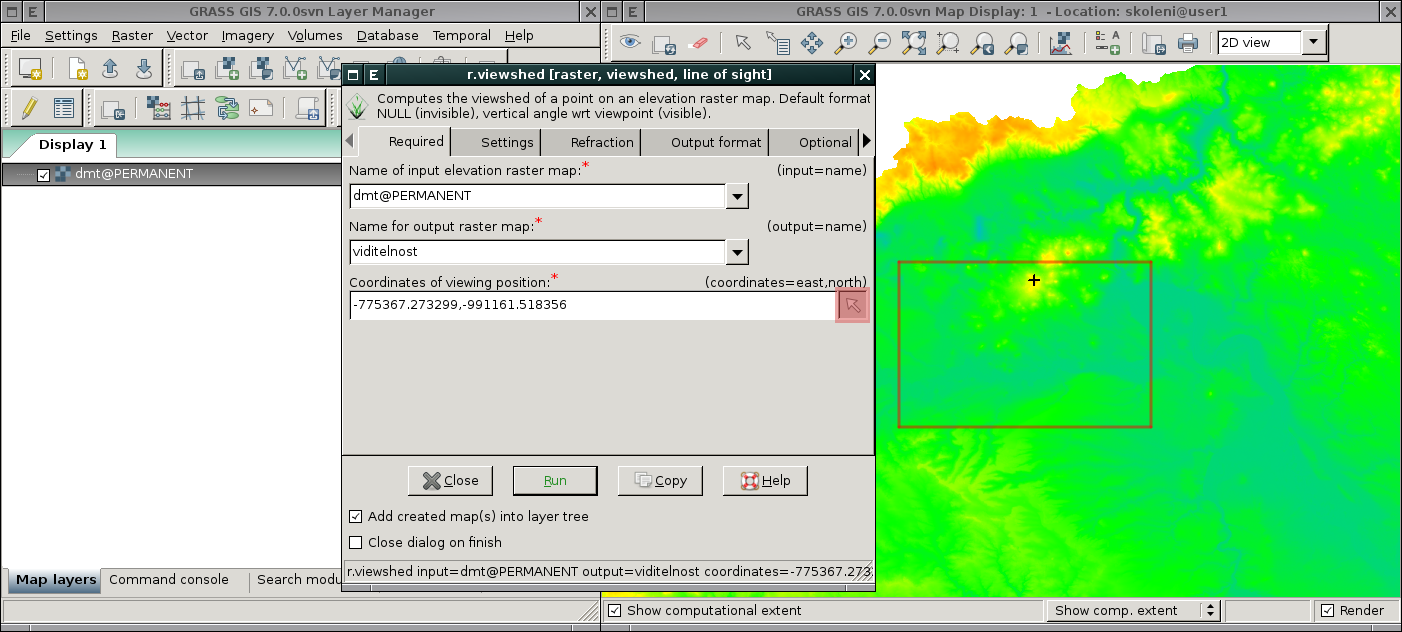 GRASS GIS 7.0.0svn Layer Manager
File Settings Raster Vector Imagery Volumes Database Temporal Help
Display 1
dmt@PERMANENT
Map layers Command console Search modu
E r.viewshed [raster, viewshed, line of sight]
Computes the viewshed of a point on an elevation raster map. Default format
NULL (invisible), vertical angle wrt viewpoint (visible).
Required Settings Refraction Output format Optional
Name of input elevation raster map:* (input=name)
dmt@PERMANENT
Name for output raster map:* (output=name)
viditelnost
Coordinates of viewing position:* (coordinates=east,north)
-775367.273299,-991161.518356
Close Run Copy Help
Add created map(s) into layer tree
Close dialog on finish
r.viewshed input=dmt@PERMANENT output=viditelnost coordinates=-775367.273
E GRASS GIS 7.0.0svn Map Display: 1 - Location: skoleni@user1
2D view
Show computational extent Show comp. extent Render